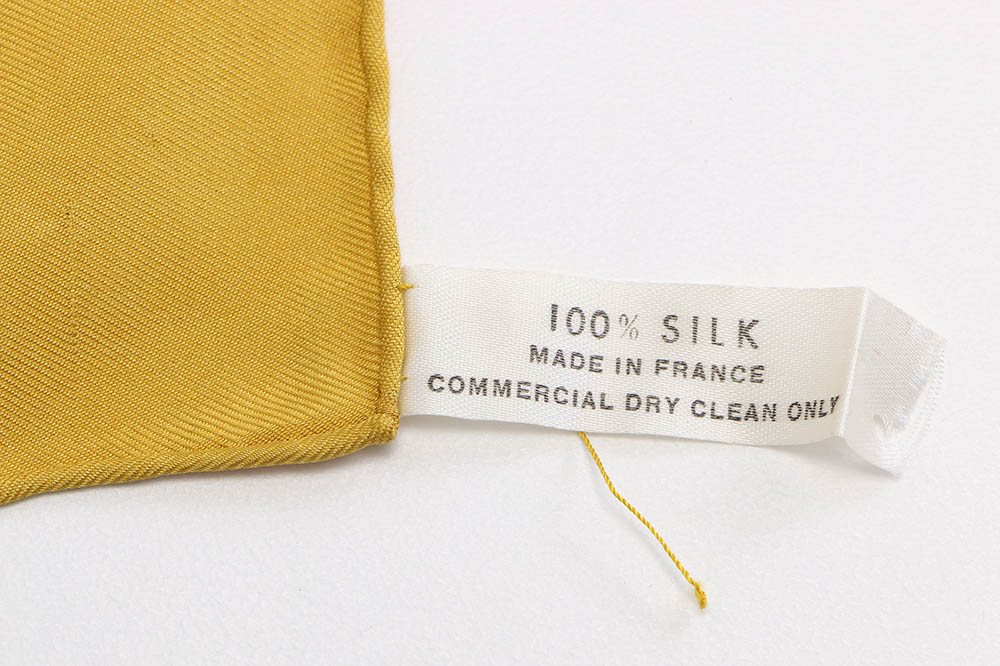 100% SILK
MADE IN FRANCE
COMMERCIAL DRY CLEAN ONLY